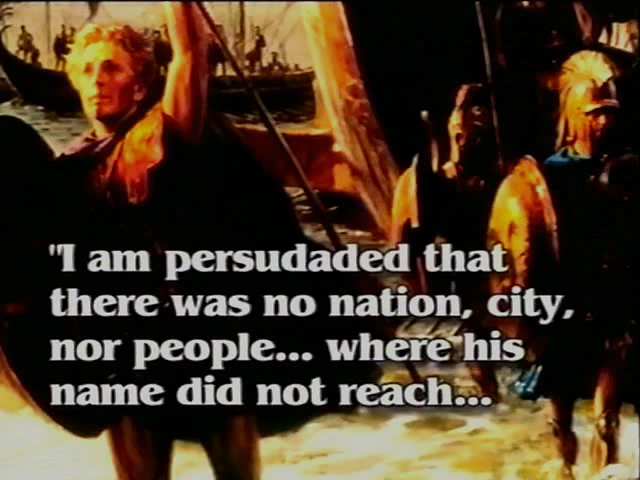 "I am persudaded that
there was no nation, city,
nor people... where his
name did not reach...